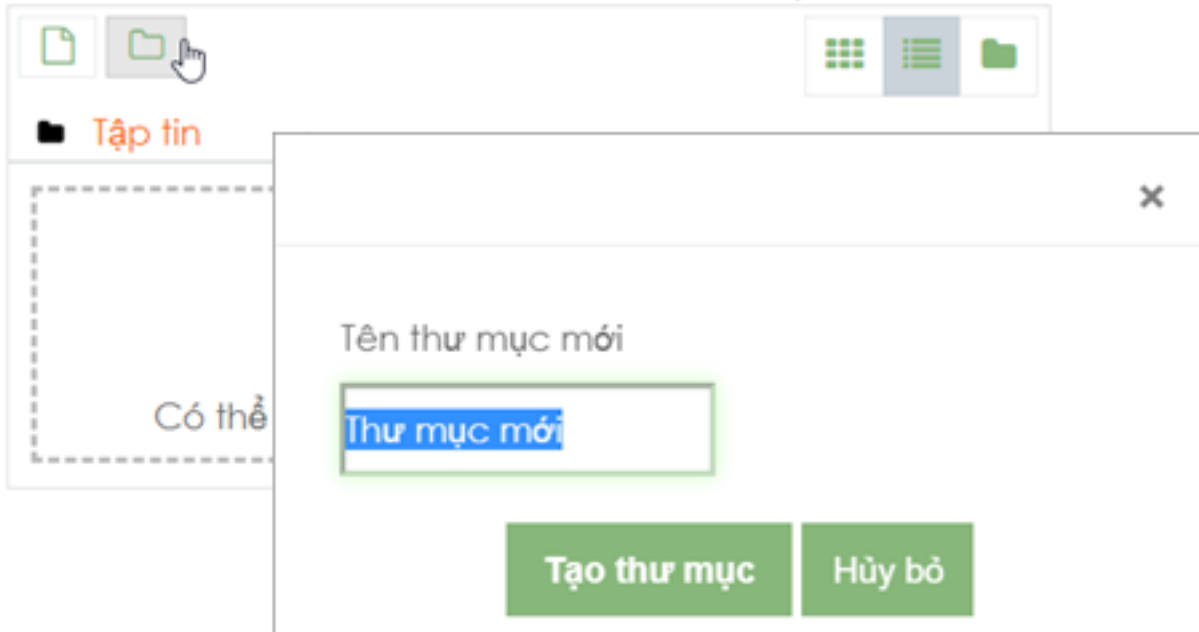 Tập tin
Tên thư mục mới
Có thể
Thư mục mới
Tạo thư mục Hủy bỏ